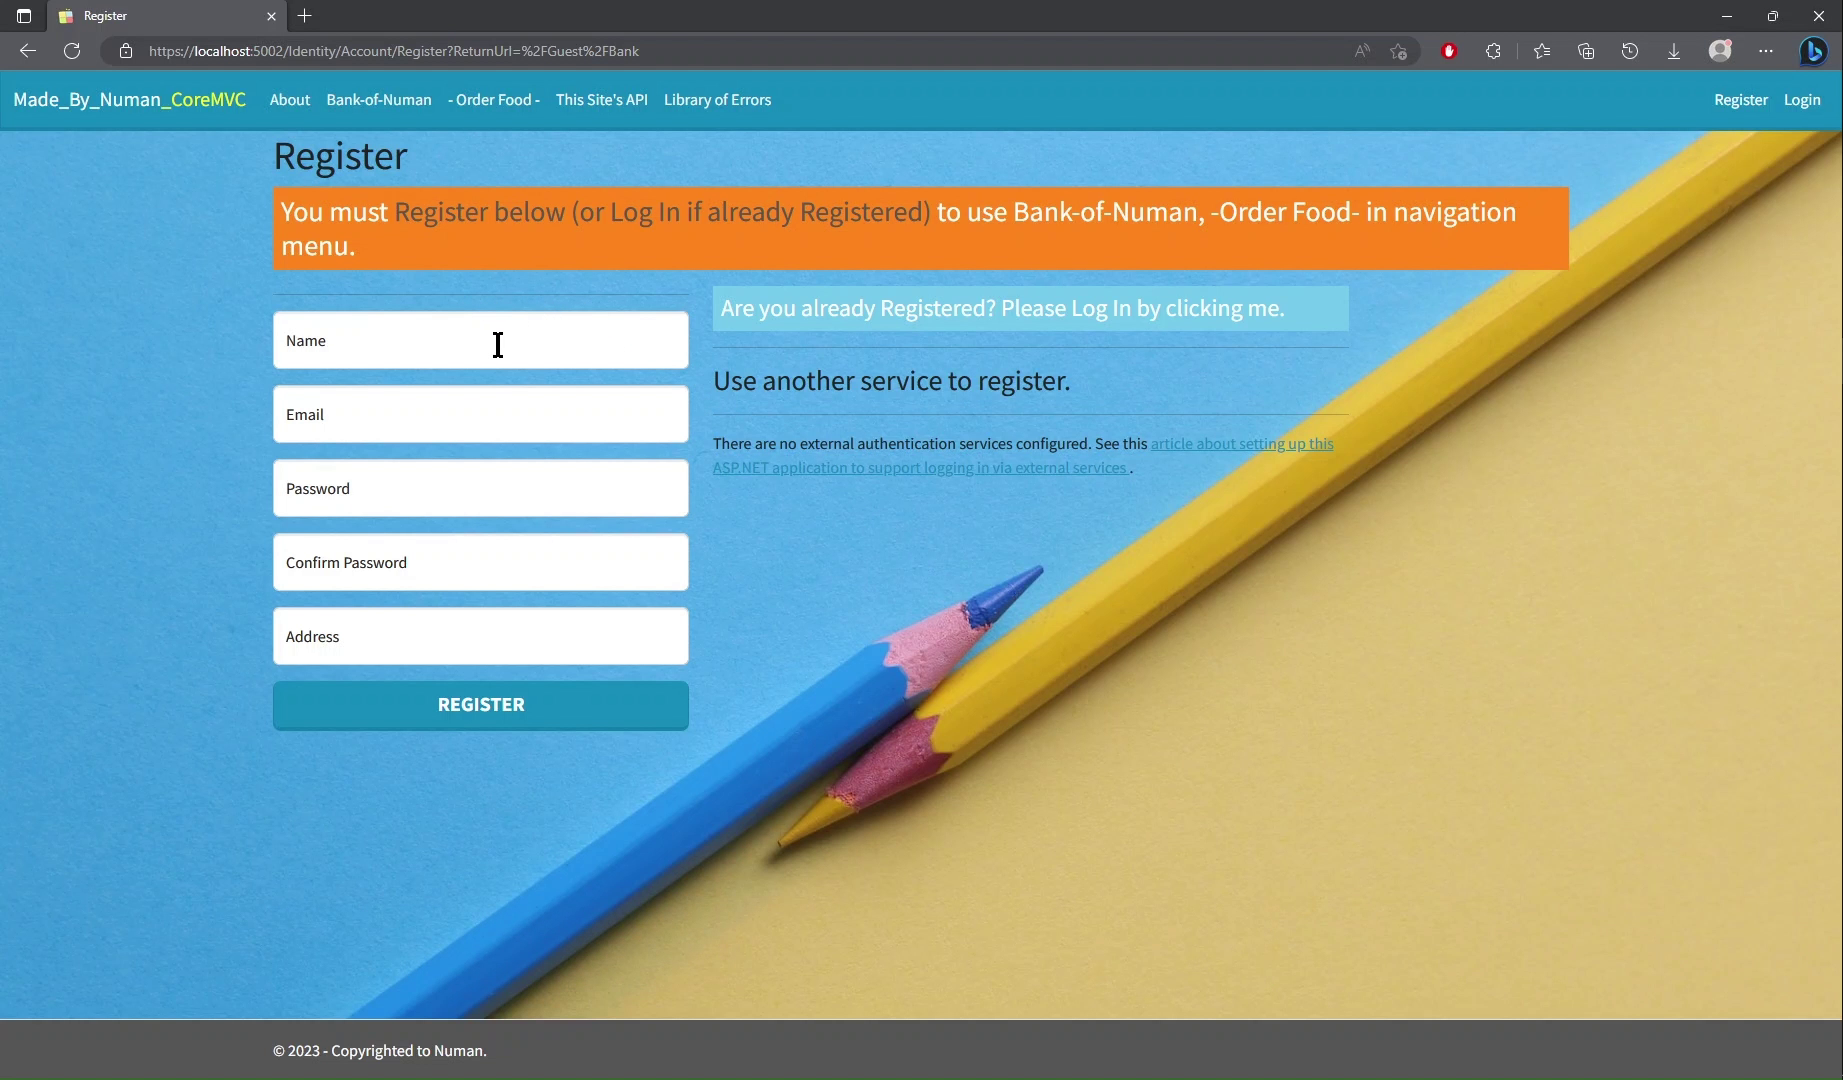 Register
https://localhost:5002/Identity/Account/Register?ReturnUrl=%2FGuest%2FBank
Made_By_Numan_CoreMVC About Bank-of-Numan - Order Food - This Site's API Library of Errors Register Login
Register
You must Register below (or Log In if already Registered) to use Bank-of-Numan, -Order Food- in navigation
menu.
Are you already Registered? Please Log In by clicking me.
Name
Use another service to register.
Email
There are no external authentication services configured. See this article about setting up this
ASP.NET application to support logging in via external services .
Password
Confirm Password
Address
REGISTER
© 2023 - Copyrighted to Numan.